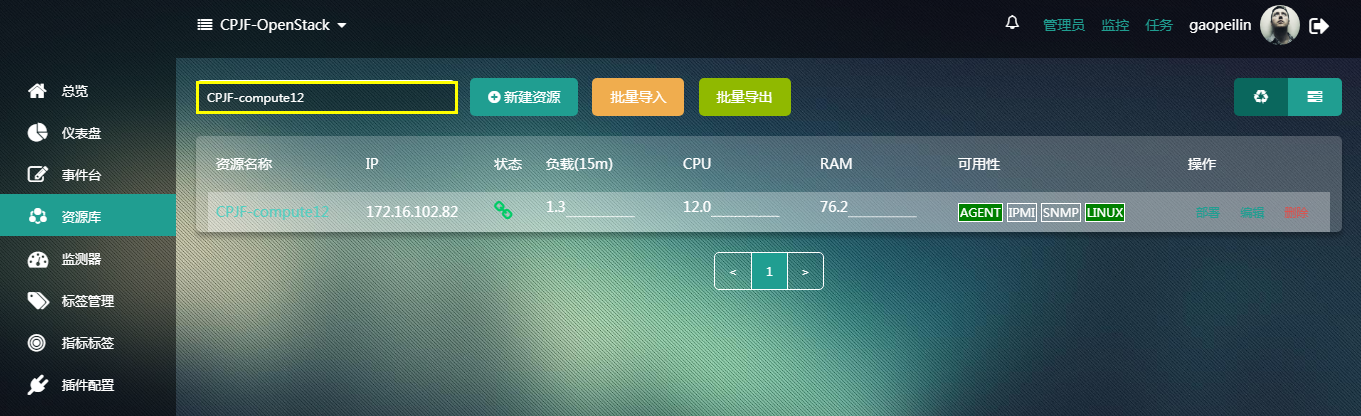 CPJF-OpenStack 管理员 监控 任务 gaopeilin
总览
仪表盘
事件台
资源库
监测器
标签管理
指标标签
插件配置
CPJF-compute12 新建资源 批量导入 批量导出
资源名称 IP 状态 负载(15m) CPU RAM 可用性 操作
CPJF-compute12 172.16.102.82 1.3 12.0 76.2 AGENT IPMI SNMP LINUX 部署 编辑 删除
< 1 >